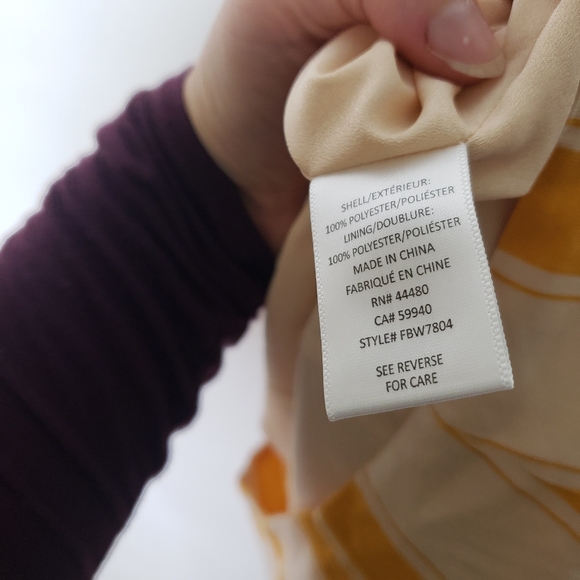 SHELL/EXTÉRIEUR:
100% POLYESTER/POLIÉSTER
LINING/DOUBLURE:
100% POLYESTER/POLIÉSTER
MADE IN CHINA
FABRIQUÉ EN CHINE
RN# 44480
CA# 59940
STYLE# FBW7804
SEE REVERSE
FOR CARE